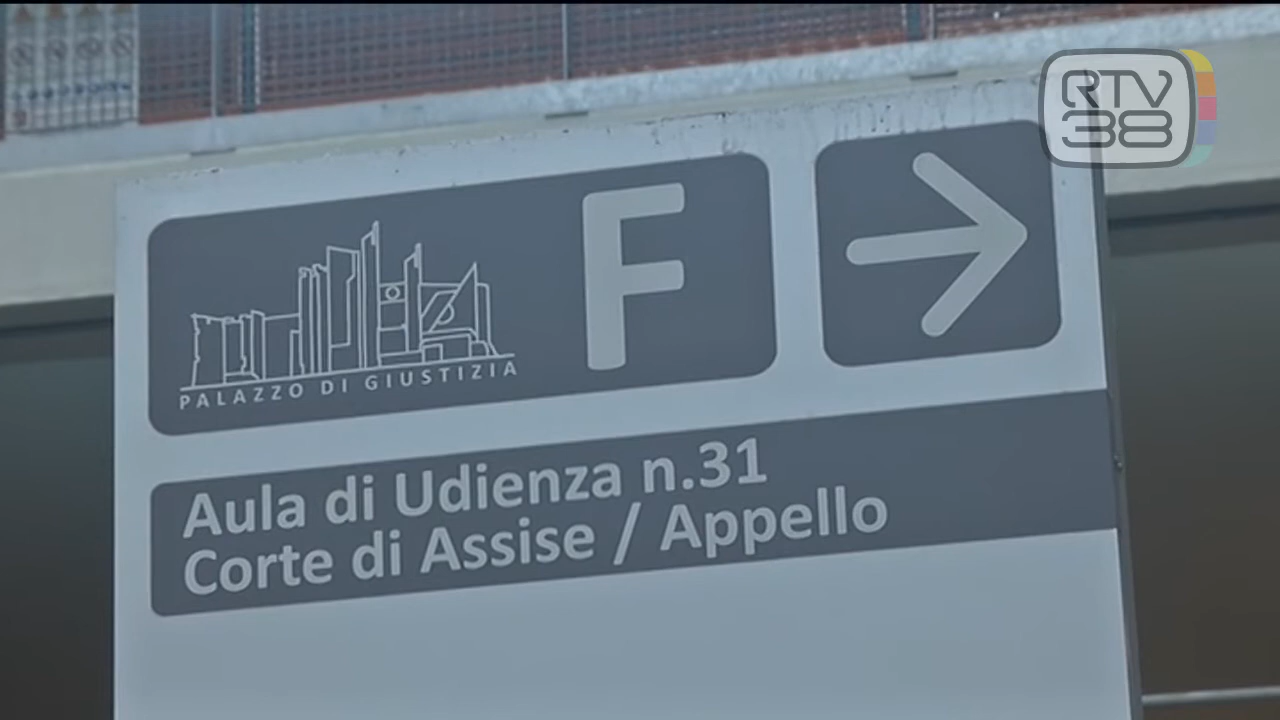 RTV
38
F
PALAZZO DI GIUSTIZIA
Aula di Udienza n.31
Corte di Assise / Appello